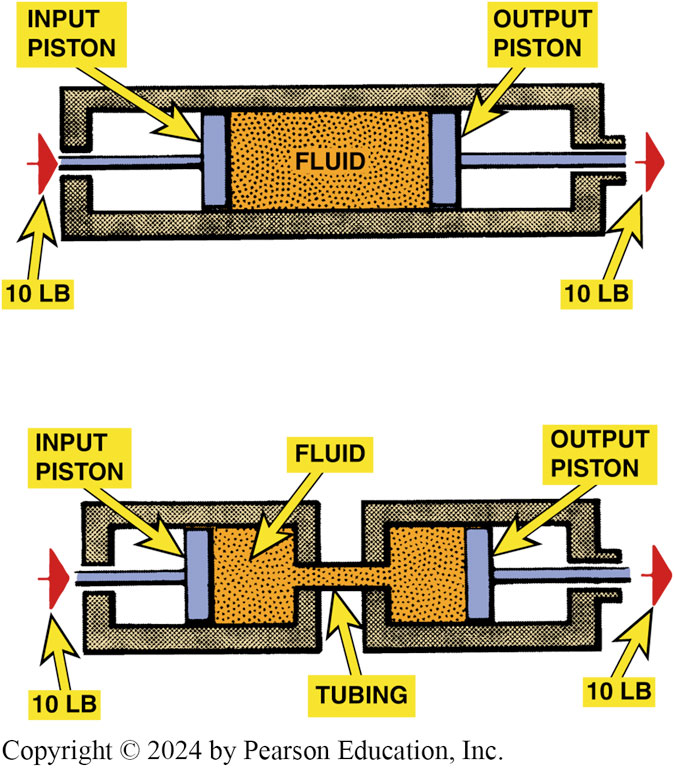 INPUT
PISTON
OUTPUT
PISTON
FLUID
10 LB
10 LB
INPUT
PISTON
FLUID
OUTPUT
PISTON
10 LB
TUBING
10 LB
Copyright © 2024 by Pearson Education, Inc.